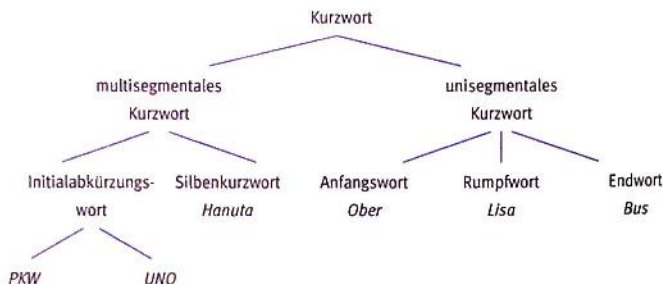 Kurzwort
multisegmentales
Kurzwort
unisegmentales
Kurzwort
Initialabkürzungs-
wort
Silbenkurzwort
Hanuta
Anfangswort
Ober
Rumpfwort
Lisa
Endwort
Bus
PKW
UNO